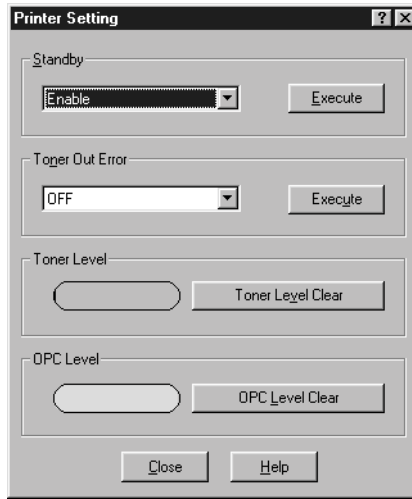 Printer Setting
Standby
Enable
Execute
Toner Out Error
OFF
Execute
Toner Level
Toner Level Clear
OPC Level
OPC Level Clear
Close
Help